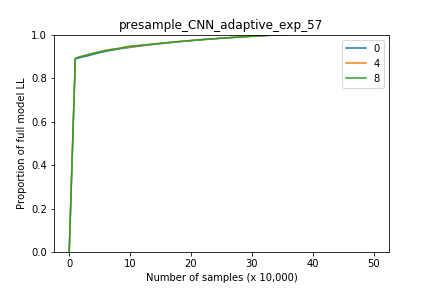 presample_CNN_adaptive_exp_57
1.0
0.8
0.6
0.4
0.2
0.0
Proportion of full model LL
0
4
8
0 10 20 30 40 50
Number of samples (x 10,000)